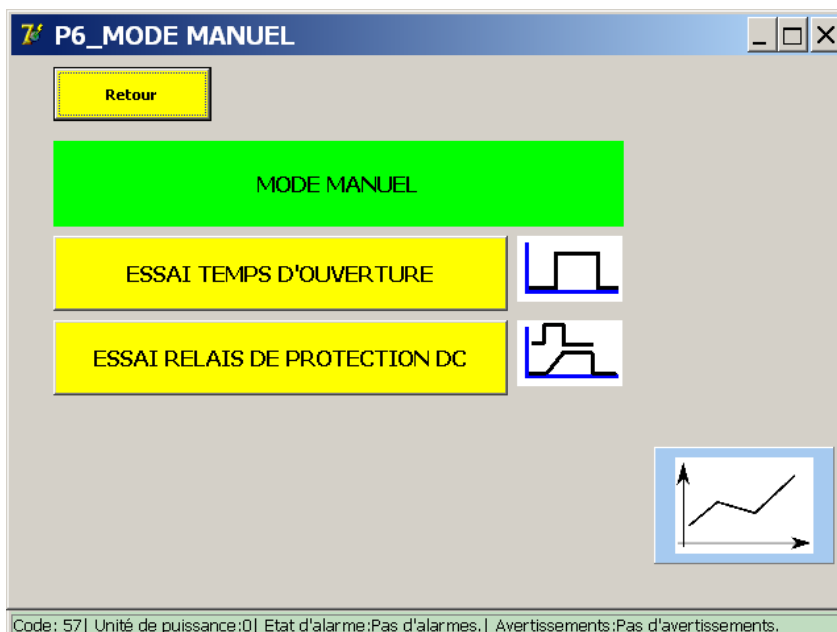 P6_MODE MANUEL
Retour
MODE MANUEL
ESSAI TEMPS D'OUVERTURE
ESSAI RELAIS DE PROTECTION DC
Code: 57| Unité de puissance:0| Etat d'alarme:Pas d'alarmes.| Avertissements:Pas d'avertissements.